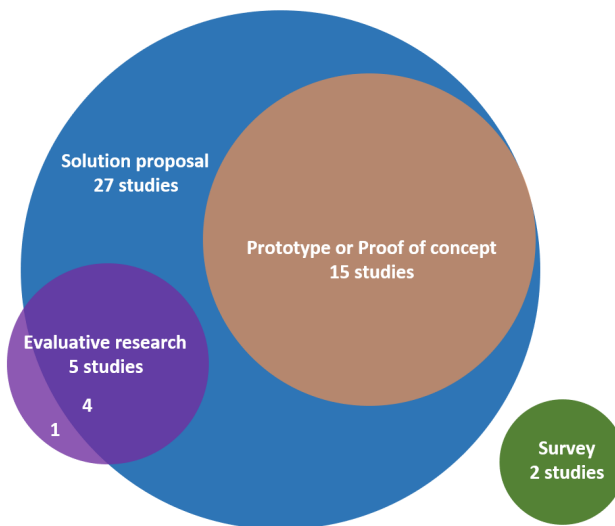 Solution proposal
27 studies
Prototype or Proof of concept
15 studies
Evaluative research
5 studies
4
1
Survey
2 studies